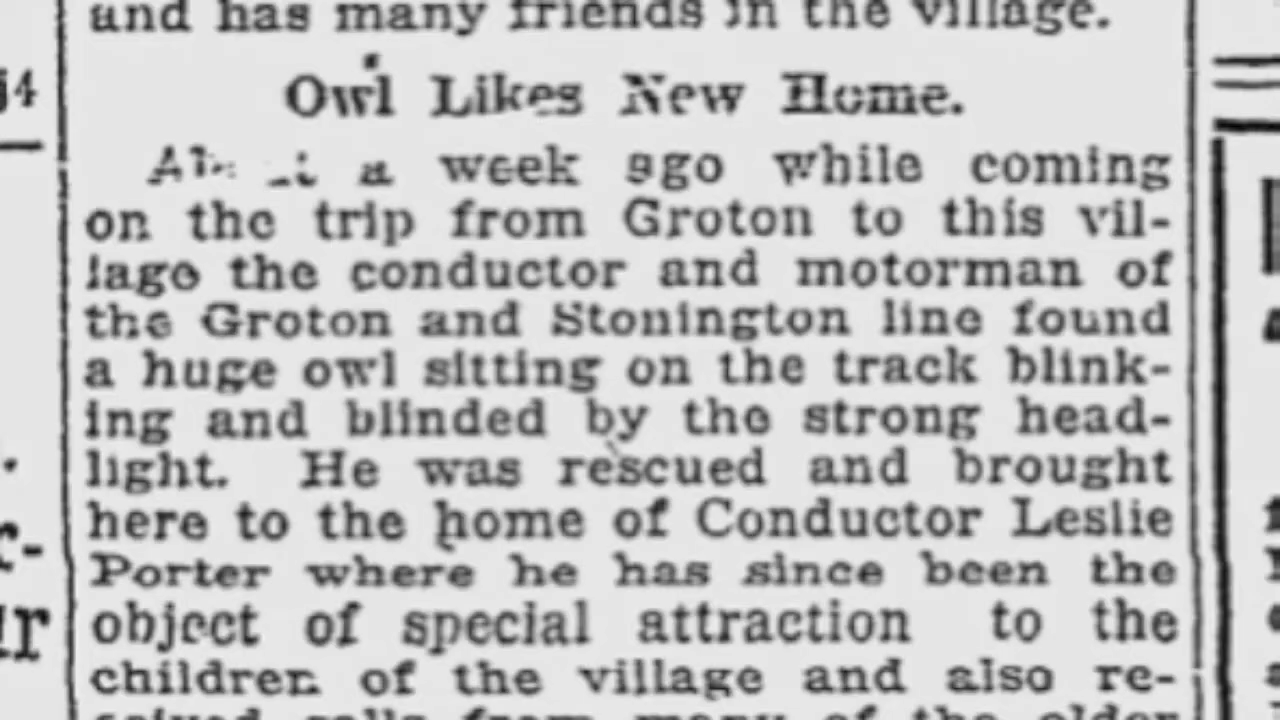 and has many friends in the village.
Owl Likes New Home.
a week ago while coming
on the trip from Groton to this vil-
lage the conductor and motorman of
the Groton and Stonington line found
a huge owl sitting on the track blink-
ing and blinded by the strong head-
light. He was rescued and brought
here to the home of Conductor Leslie
Porter where he has since been the
object of special attraction to the
children of the village and also re-